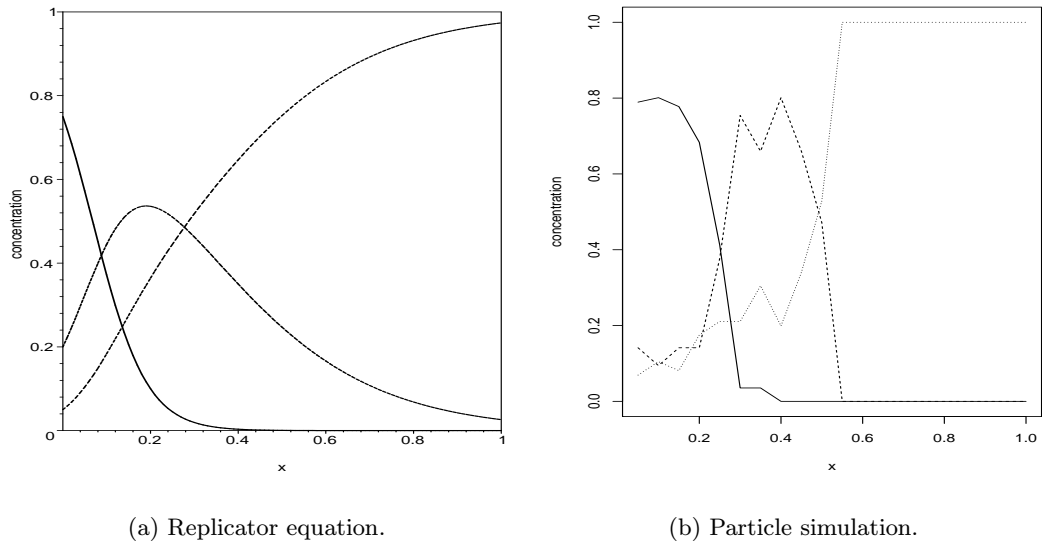 1
0.8
0.6
0.4
0.2
0
concentration
0.2 0.4 0.6 0.8 1
x
1.0
0.8
0.6
0.4
0.2
0.0
concentration
0.2 0.4 0.6 0.8 1.0
x
(a) Replicator equation.
(b) Particle simulation.